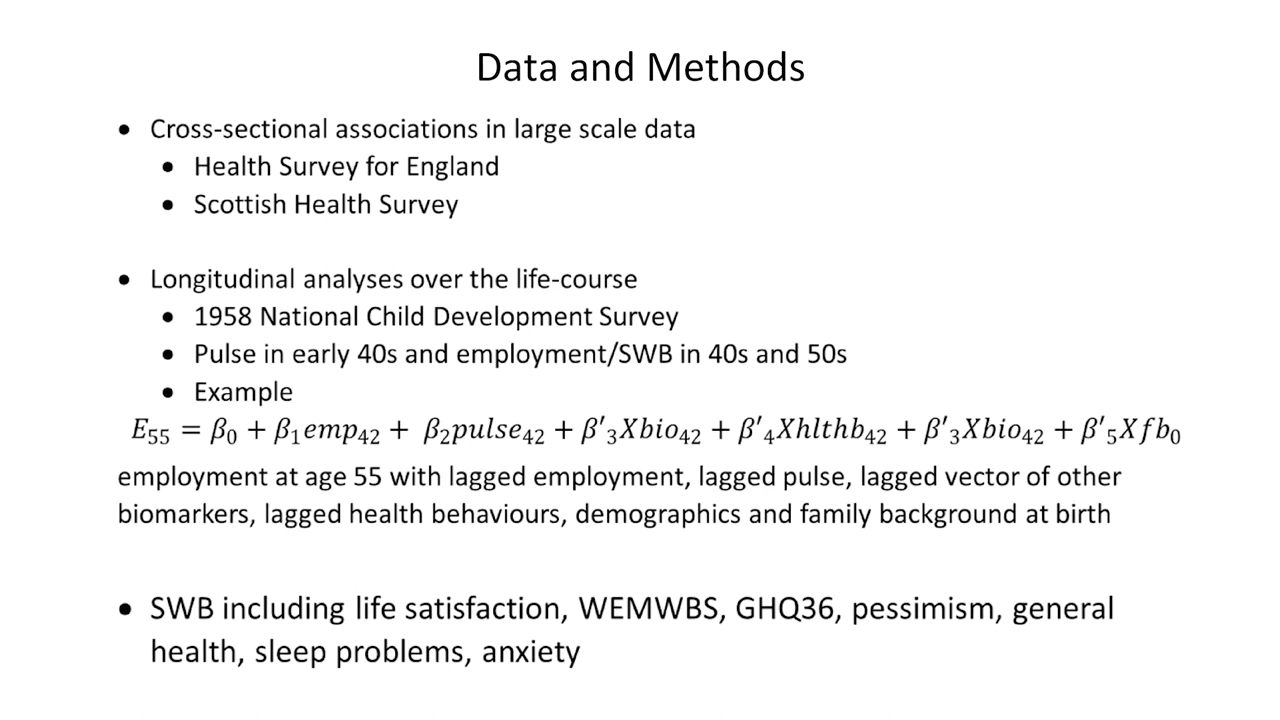 Data and Methods
• Cross-sectional associations in large scale data
• Health Survey for England
• Scottish Health Survey
• Longitudinal analyses over the life-course
• 1958 National Child Development Survey
• Pulse in early 40s and employment/SWB in 40s and 50s
• Example
E₅₅ = β₀ + β₁emp₄₂ + β₂pulse₄₂ + β′₃Xbio₄₂ + β′₄Xhlthb₄₂ + β′₃Xbio₄₂ + β′₅Xfb₀
employment at age 55 with lagged employment, lagged pulse, lagged vector of other
biomarkers, lagged health behaviours, demographics and family background at birth
• SWB including life satisfaction, WEMWBS, GHQ36, pessimism, general
health, sleep problems, anxiety